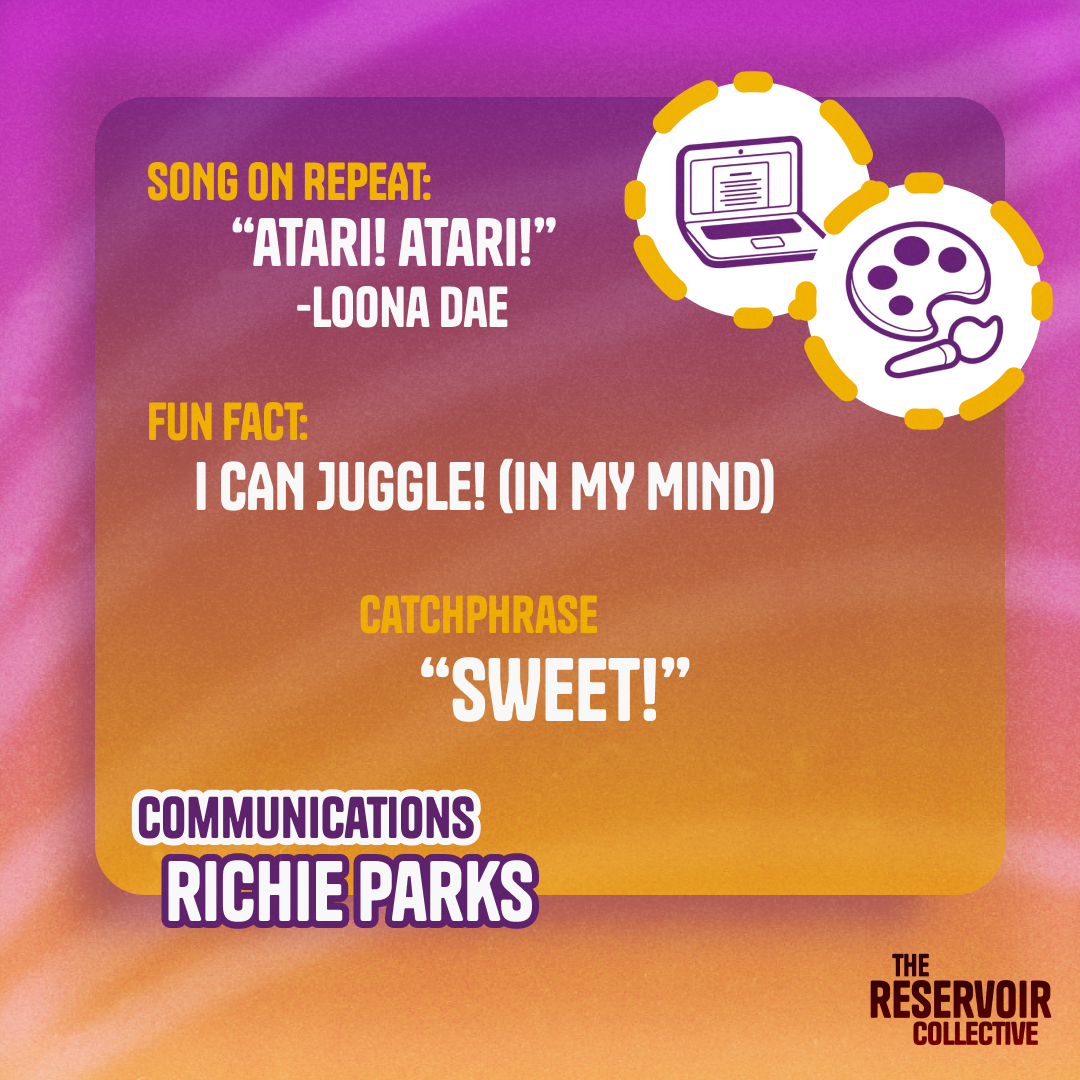 SONG ON REPEAT:
“ATARI! ATARI!”
-LOONA DAE
FUN FACT:
I CAN JUGGLE! (IN MY MIND)
CATCHPHRASE
“SWEET!”
COMMUNICATIONS
RICHIE PARKS
THE
RESERVOIR
COLLECTIVE